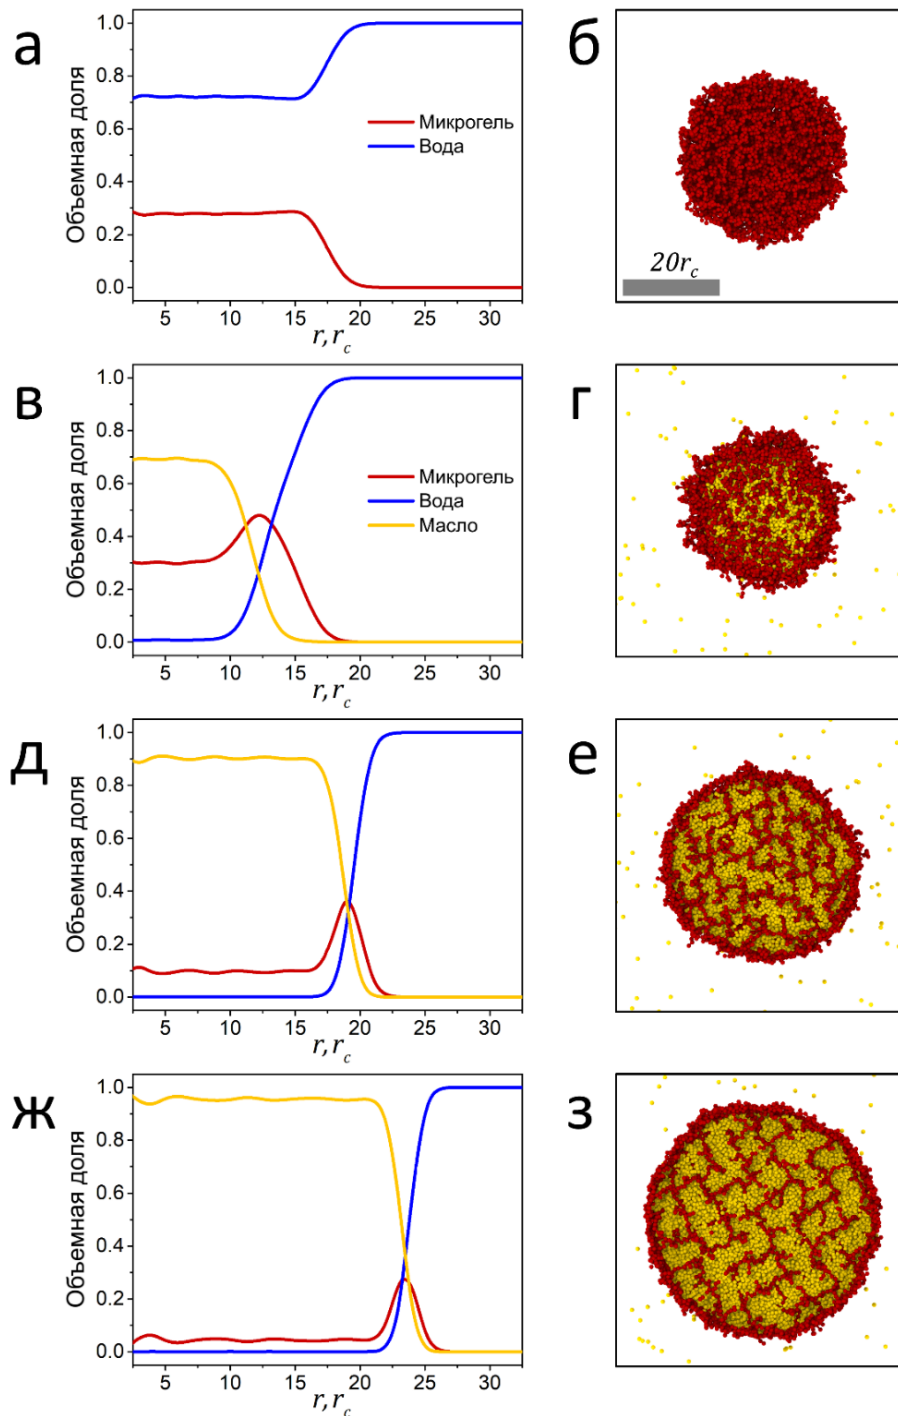 а
Объемная доля
1.0
0.8
0.6
0.4
0.2
0.0
Микрогель
Вода
5 10 15 20 25 30
r, r_c
б
20r_c
в
Объемная доля
1.0
0.8
0.6
0.4
0.2
0.0
Микрогель
Вода
Масло
5 10 15 20 25 30
r, r_c
г
д
Объемная доля
1.0
0.8
0.6
0.4
0.2
0.0
5 10 15 20 25 30
r, r_c
е
ж
Объемная доля
1.0
0.8
0.6
0.4
0.2
0.0
5 10 15 20 25 30
r, r_c
з